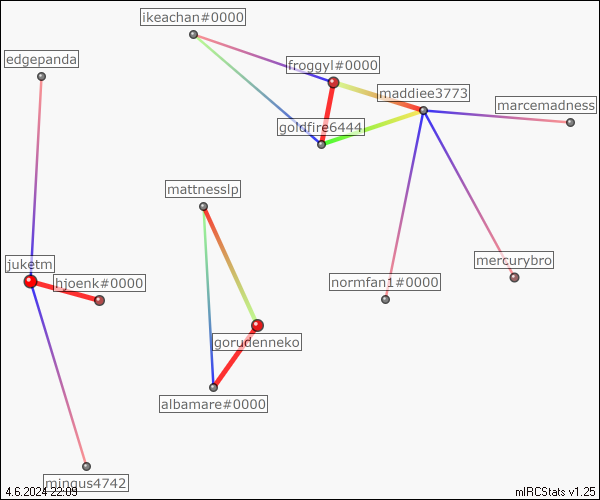 ikeachan#0000
edgepanda
froggyl#0000
maddiee3773
marcemadness
goldfire6444
mattnesslp
juketm
mercurybro
hjoenk#0000
normfan1#0000
gorudenneko
albamare#0000
mingus4742
4.6.2024 22:09
mIRCStats v1.25